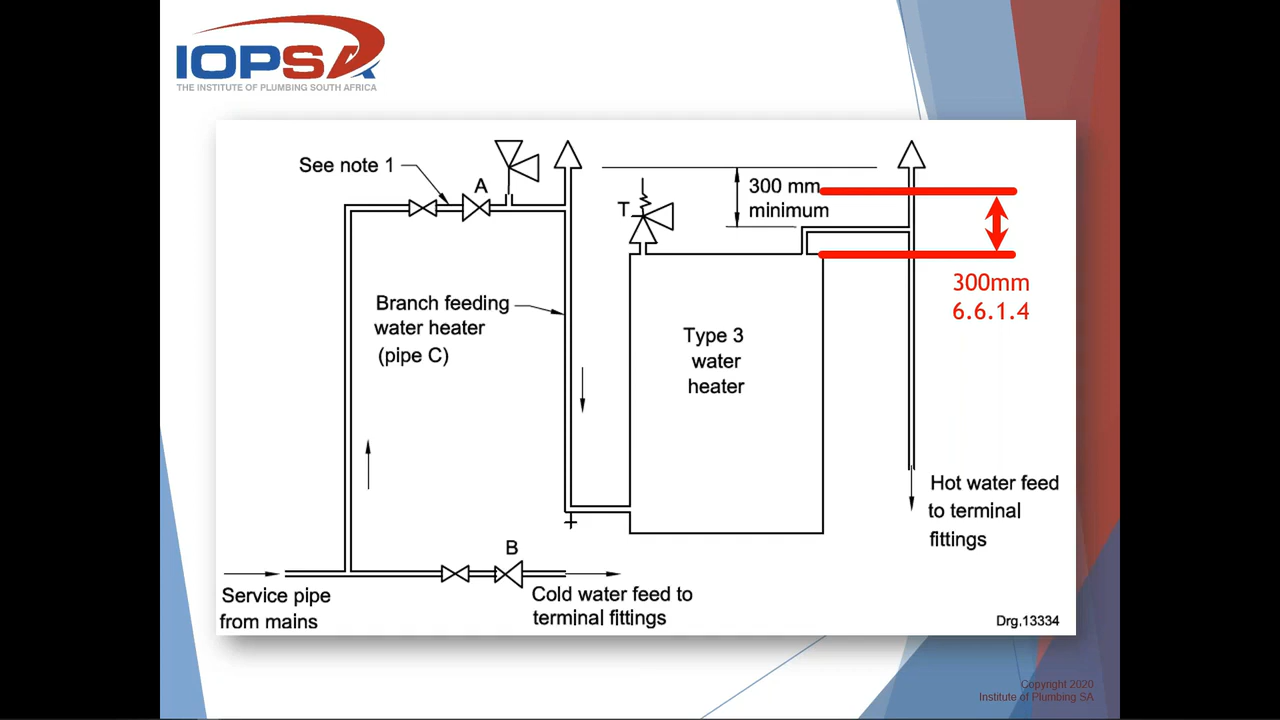 IOPSA
THE INSTITUTE OF PLUMBING SOUTH AFRICA
See note 1
A
T
300 mm
minimum
300mm
6.6.1.4
Branch feeding
water heater
(pipe C)
Type 3
water
heater
Hot water feed
to terminal
fittings
B
Service pipe
from mains
Cold water feed to
terminal fittings
Drg.13334
Copyright 2020
Institute of Plumbing SA